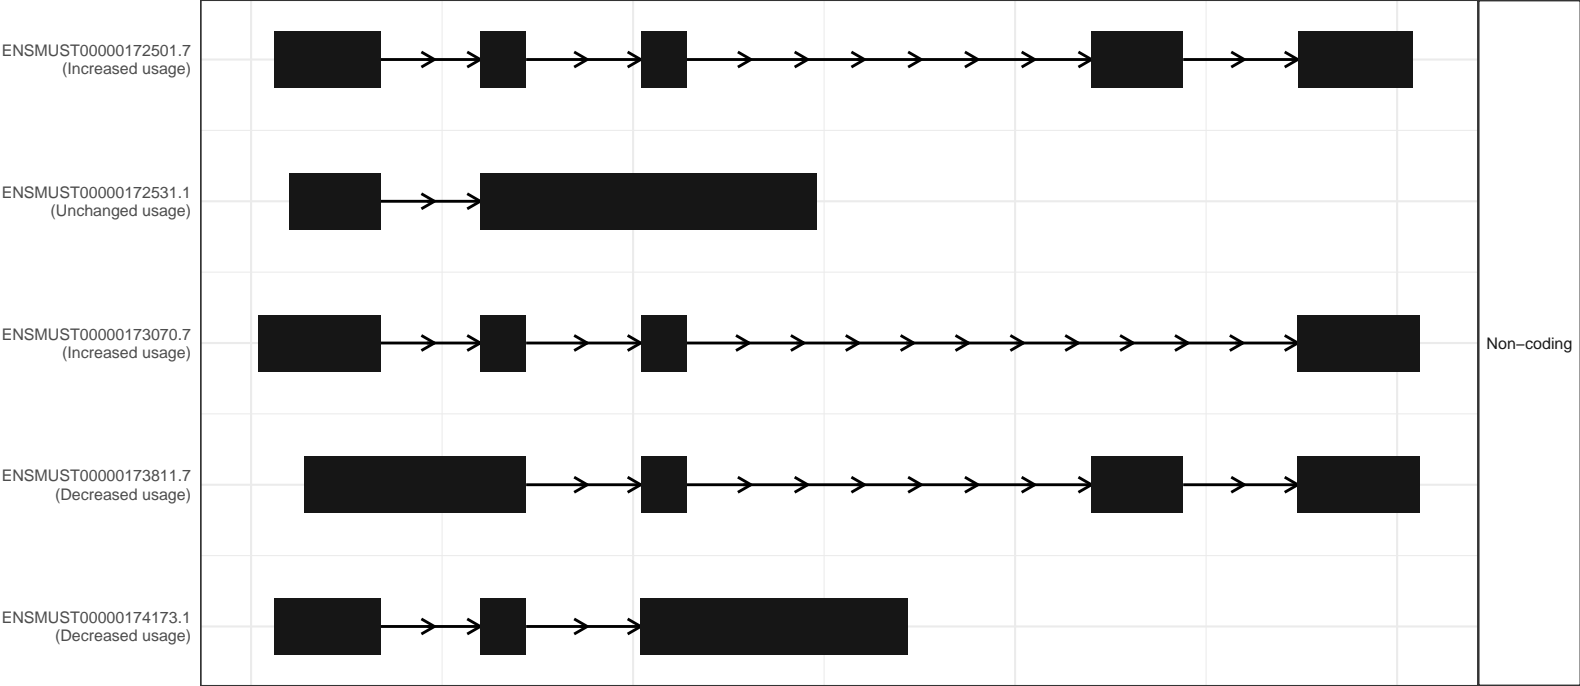 ENSMUST00000172501.7
(Increased usage)
ENSMUST00000172531.1
(Unchanged usage)
ENSMUST00000173070.7
(Increased usage)
Non−coding
ENSMUST00000173811.7
(Decreased usage)
ENSMUST00000174173.1
(Decreased usage)